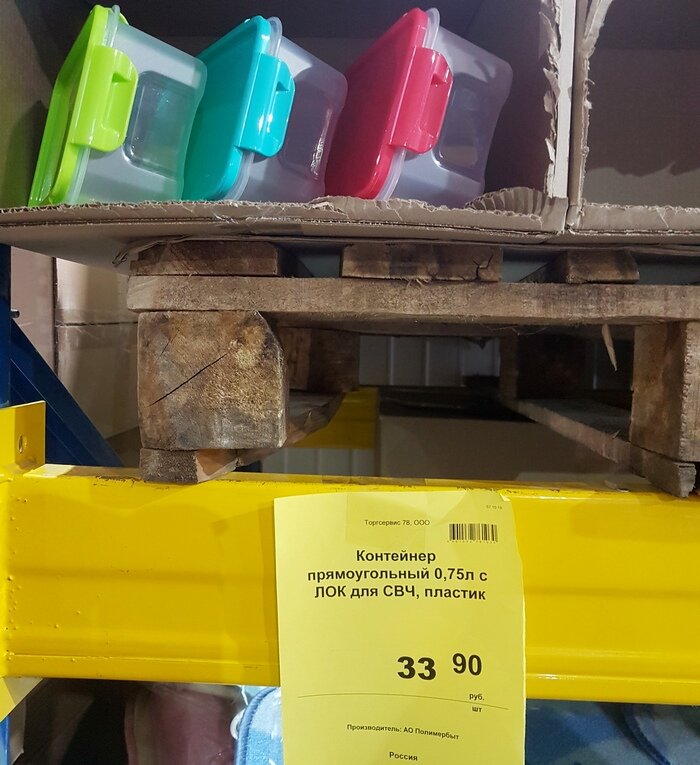 Торгсервис 78, ООО
Контейнер
прямоугольный 0,75л с
ЛОК для СВЧ, пластик
33 90
руб.
шт
Производитель: АО Полимербыт
Россия